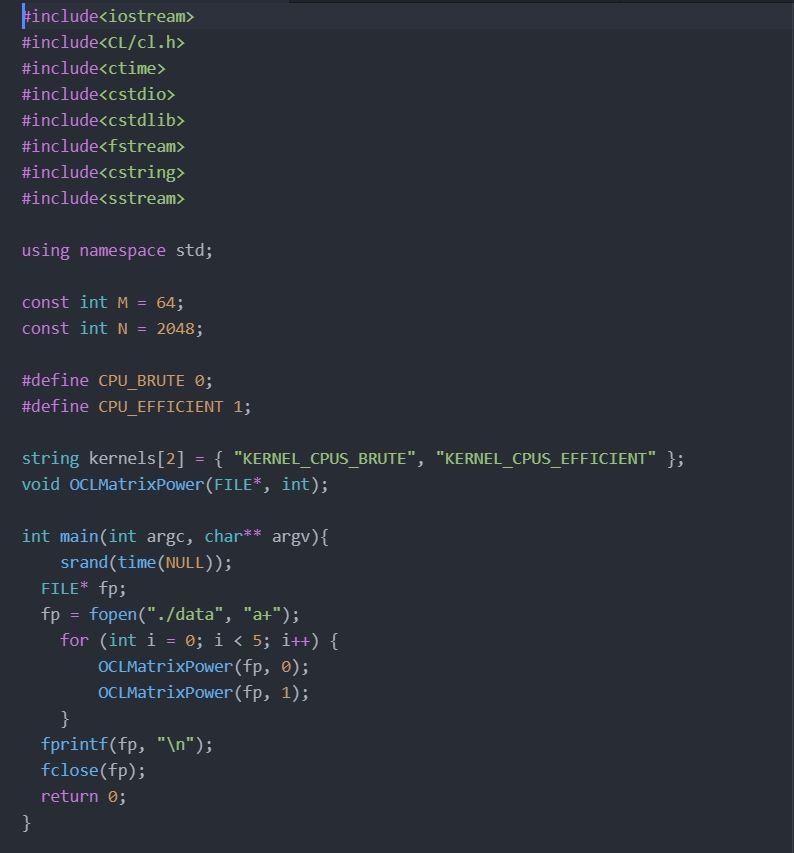 #include<iostream>
#include<CL/cl.h>
#include<ctime>
#include<cstdio>
#include<cstdlib>
#include<fstream>
#include<cstring>
#include<sstream>

using namespace std;

const int M = 64;
const int N = 2048;

#define CPU_BRUTE 0;
#define CPU_EFFICIENT 1;

string kernels[2] = { "KERNEL_CPUS_BRUTE", "KERNEL_CPUS_EFFICIENT" };
void OCLMatrixPower(FILE*, int);

int main(int argc, char** argv){
    srand(time(NULL));
  FILE* fp;
  fp = fopen("./data", "a+");
    for (int i = 0; i < 5; i++) {
        OCLMatrixPower(fp, 0);
        OCLMatrixPower(fp, 1);
    }
  fprintf(fp, "\n");
  fclose(fp);
  return 0;
}